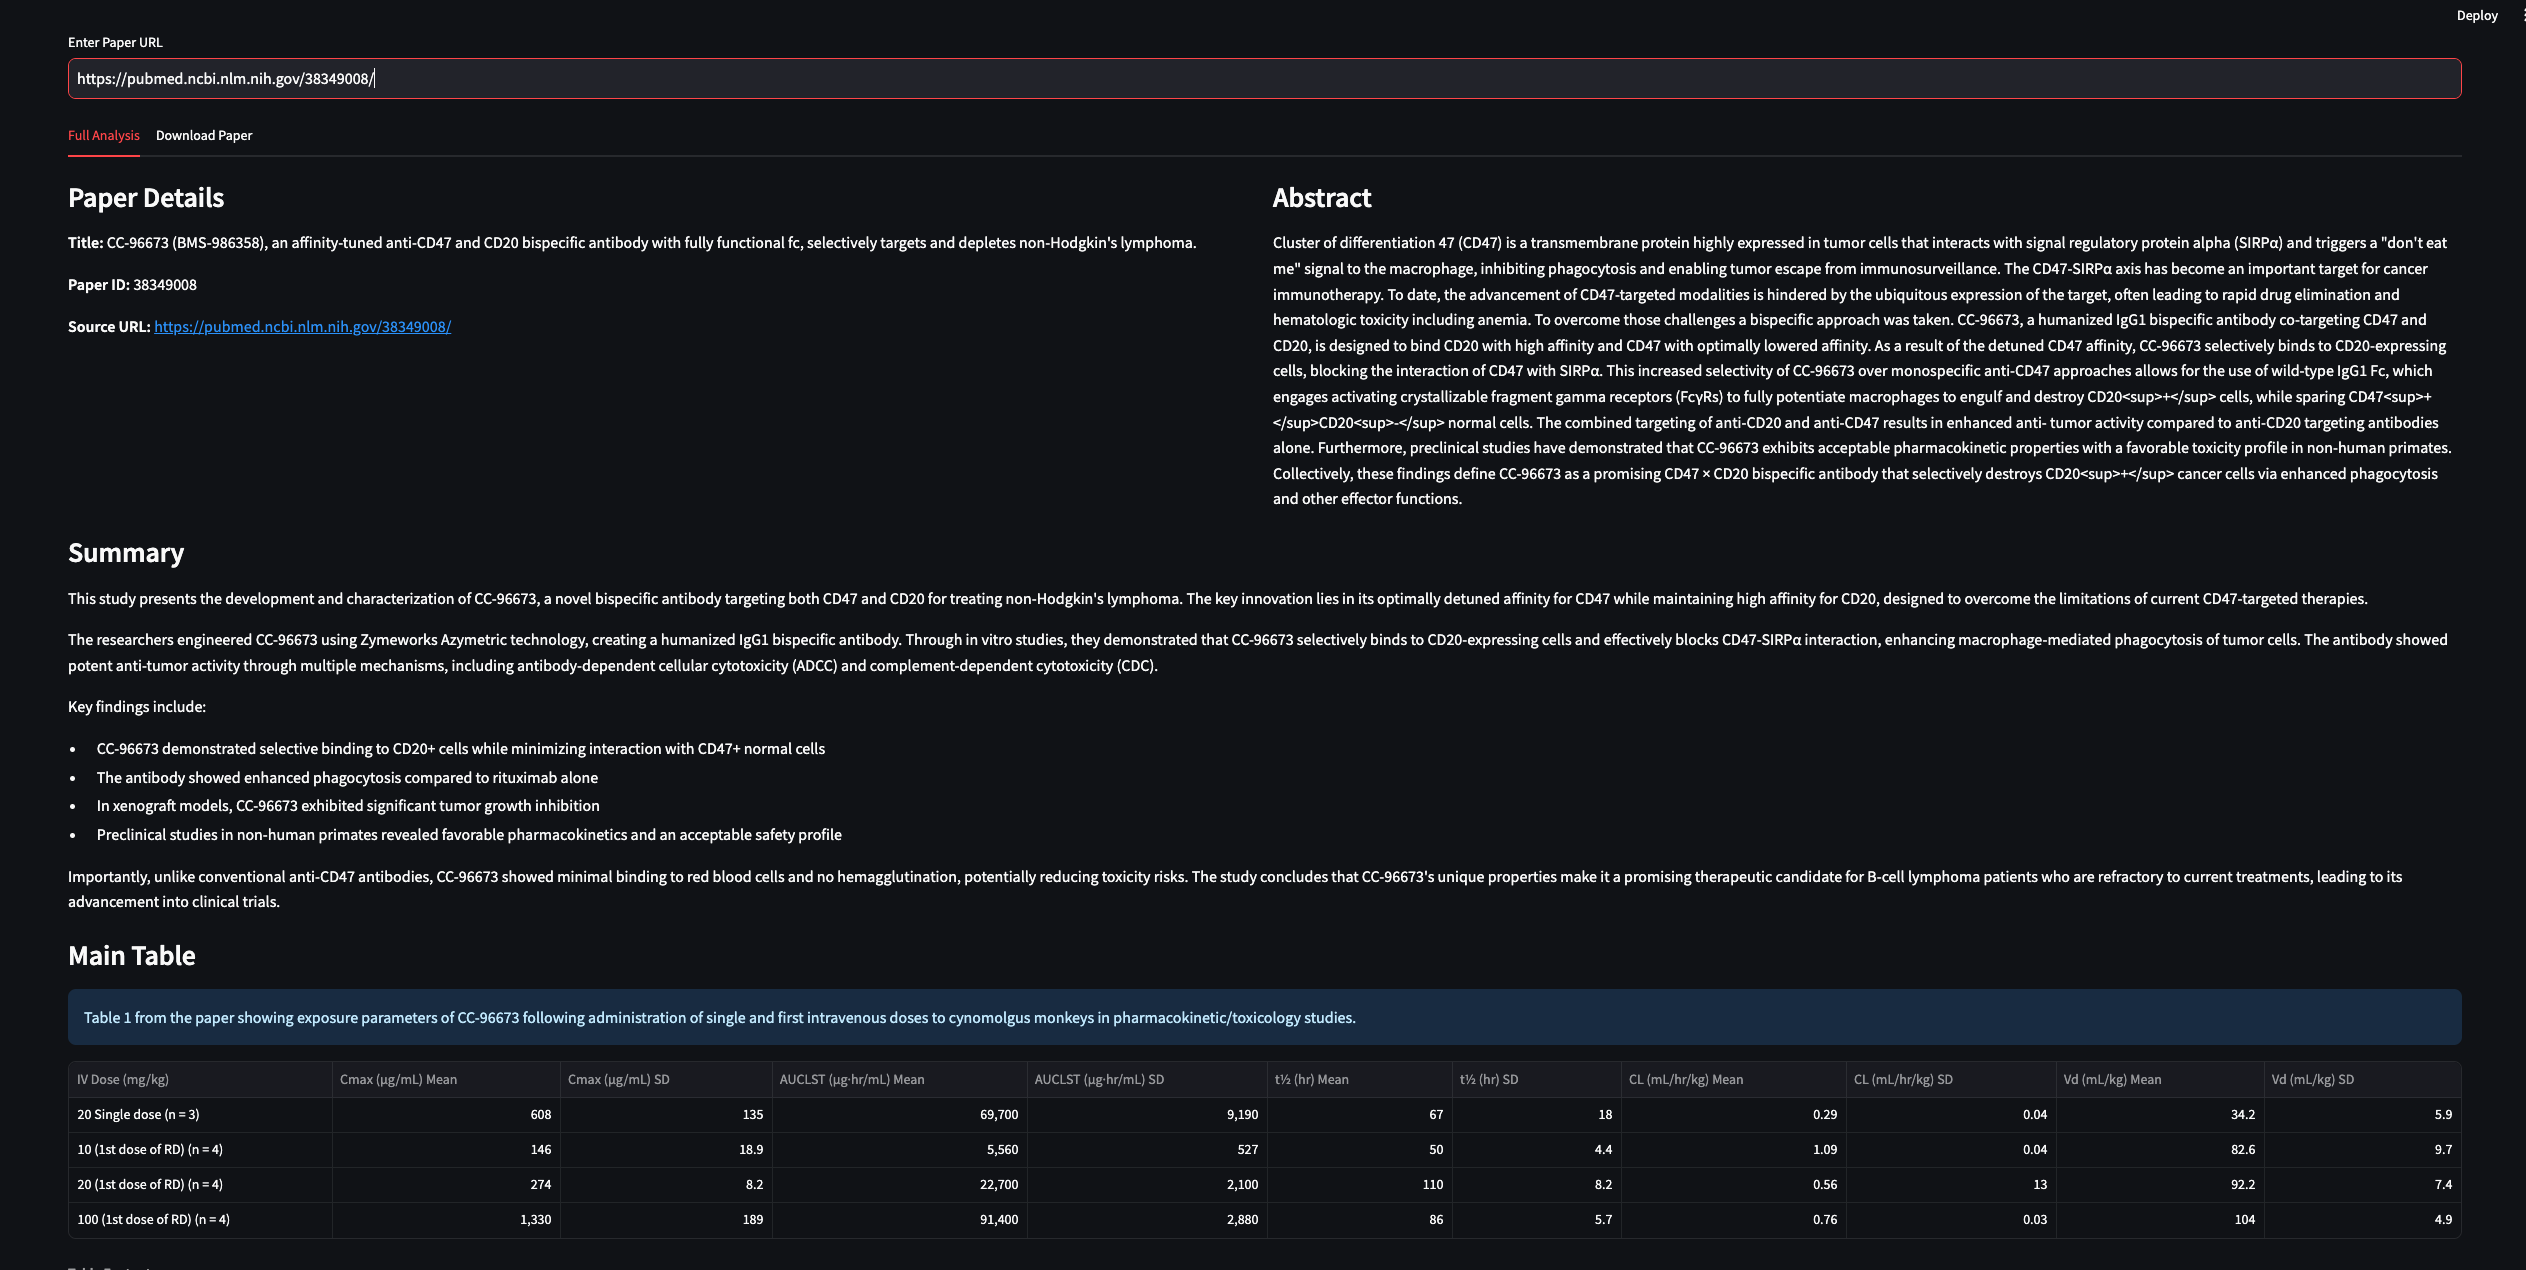 Deploy
Enter Paper URL
https://pubmed.ncbi.nlm.nih.gov/38349008/
Full Analysis Download Paper
Paper Details
Title: CC-96673 (BMS-986358), an affinity-tuned anti-CD47 and CD20 bispecific antibody with fully functional fc, selectively targets and depletes non-Hodgkin's lymphoma.
Paper ID: 38349008
Source URL: https://pubmed.ncbi.nlm.nih.gov/38349008/
Abstract
Cluster of differentiation 47 (CD47) is a transmembrane protein highly expressed in tumor cells that interacts with signal regulatory protein alpha (SIRPα) and triggers a "don't eat
me" signal to the macrophage, inhibiting phagocytosis and enabling tumor escape from immunosurveillance. The CD47-SIRPα axis has become an important target for cancer
immunotherapy. To date, the advancement of CD47-targeted modalities is hindered by the ubiquitous expression of the target, often leading to rapid drug elimination and
hematologic toxicity including anemia. To overcome those challenges a bispecific approach was taken. CC-96673, a humanized IgG1 bispecific antibody co-targeting CD47 and
CD20, is designed to bind CD20 with high affinity and CD47 with optimally lowered affinity. As a result of the detuned CD47 affinity, CC-96673 selectively binds to CD20-expressing
cells, blocking the interaction of CD47 with SIRPα. This increased selectivity of CC-96673 over monospecific anti-CD47 approaches allows for the use of wild-type IgG1 Fc, which
engages activating crystallizable fragment gamma receptors (FcγRs) to fully potentiate macrophages to engulf and destroy CD20<sup>+</sup> cells, while sparing CD47<sup>+
</sup>CD20<sup>-</sup> normal cells. The combined targeting of anti-CD20 and anti-CD47 results in enhanced anti- tumor activity compared to anti-CD20 targeting antibodies
alone. Furthermore, preclinical studies have demonstrated that CC-96673 exhibits acceptable pharmacokinetic properties with a favorable toxicity profile in non-human primates.
Collectively, these findings define CC-96673 as a promising CD47 × CD20 bispecific antibody that selectively destroys CD20<sup>+</sup> cancer cells via enhanced phagocytosis
and other effector functions.
Summary
This study presents the development and characterization of CC-96673, a novel bispecific antibody targeting both CD47 and CD20 for treating non-Hodgkin's lymphoma. The key innovation lies in its optimally detuned affinity for CD47 while maintaining high affinity for CD20, designed to overcome the limitations of current CD47-targeted therapies.
The researchers engineered CC-96673 using Zymeworks Azymetric technology, creating a humanized IgG1 bispecific antibody. Through in vitro studies, they demonstrated that CC-96673 selectively binds to CD20-expressing cells and effectively blocks CD47-SIRPα interaction, enhancing macrophage-mediated phagocytosis of tumor cells. The antibody showed
potent anti-tumor activity through multiple mechanisms, including antibody-dependent cellular cytotoxicity (ADCC) and complement-dependent cytotoxicity (CDC).
Key findings include:
• CC-96673 demonstrated selective binding to CD20+ cells while minimizing interaction with CD47+ normal cells
• The antibody showed enhanced phagocytosis compared to rituximab alone
• In xenograft models, CC-96673 exhibited significant tumor growth inhibition
• Preclinical studies in non-human primates revealed favorable pharmacokinetics and an acceptable safety profile
Importantly, unlike conventional anti-CD47 antibodies, CC-96673 showed minimal binding to red blood cells and no hemagglutination, potentially reducing toxicity risks. The study concludes that CC-96673's unique properties make it a promising therapeutic candidate for B-cell lymphoma patients who are refractory to current treatments, leading to its
advancement into clinical trials.
Main Table
Table 1 from the paper showing exposure parameters of CC-96673 following administration of single and first intravenous doses to cynomolgus monkeys in pharmacokinetic/toxicology studies.
IV Dose (mg/kg) Cmax (µg/mL) Mean Cmax (µg/mL) SD AUCLST (µg·hr/mL) Mean AUCLST (µg·hr/mL) SD t½ (hr) Mean t½ (hr) SD CL (mL/hr/kg) Mean CL (mL/hr/kg) SD Vd (mL/kg) Mean Vd (mL/kg) SD
20 Single dose (n = 3) 608 135 69,700 9,190 67 18 0.29 0.04 34.2 5.9
10 (1st dose of RD) (n = 4) 146 18.9 5,560 527 50 4.4 1.09 0.04 82.6 9.7
20 (1st dose of RD) (n = 4) 274 8.2 22,700 2,100 110 8.2 0.56 13 92.2 7.4
100 (1st dose of RD) (n = 4) 1,330 189 91,400 2,880 86 5.7 0.76 0.03 104 4.9